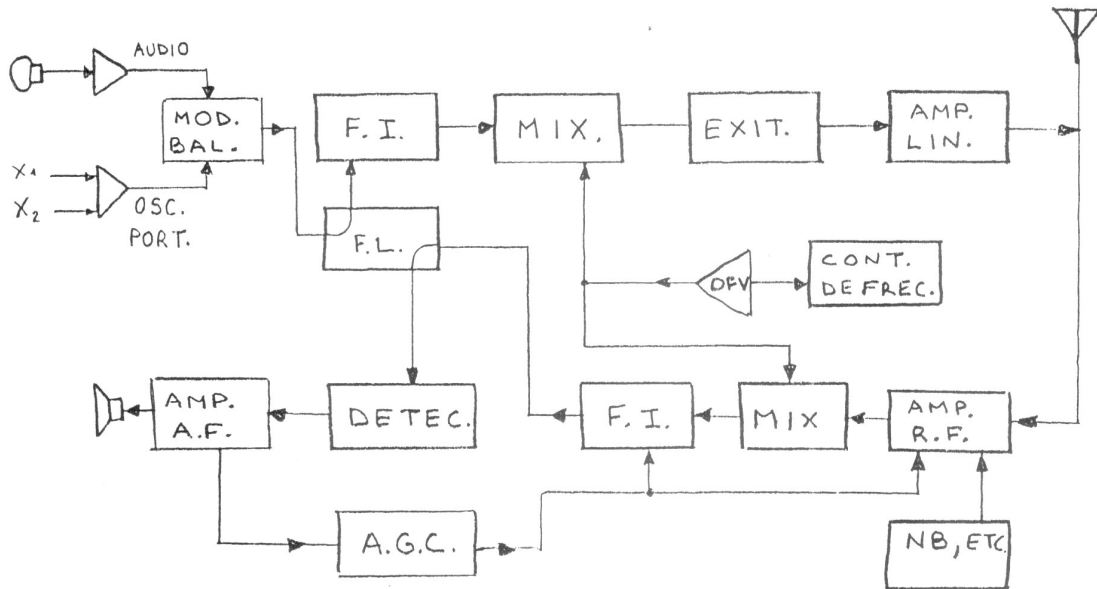 AUDIO
MOD.
BAL.
F. I.
MIX.
EXIT.
AMP.
LIN.
X1
X2
OSC.
PORT.
F.L.
OFV
CONT.
DE FREC.
AMP.
A.F.
DETEC.
F. I.
MIX
AMP.
R.F.
A.G.C.
NB, ETC.